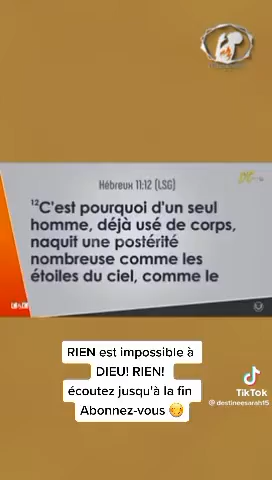 Hébreux 11:12 (LSG)
¹²C'est pourquoi d'un seul
homme, déjà usé de corps,
naquit une postérité
nombreuse comme les
étoiles du ciel, comme le
RIEN est impossible à
DIEU! RIEN!
écoutez jusqu'à la fin
Abonnez-vous 😊
TikTok
@destineesarah15